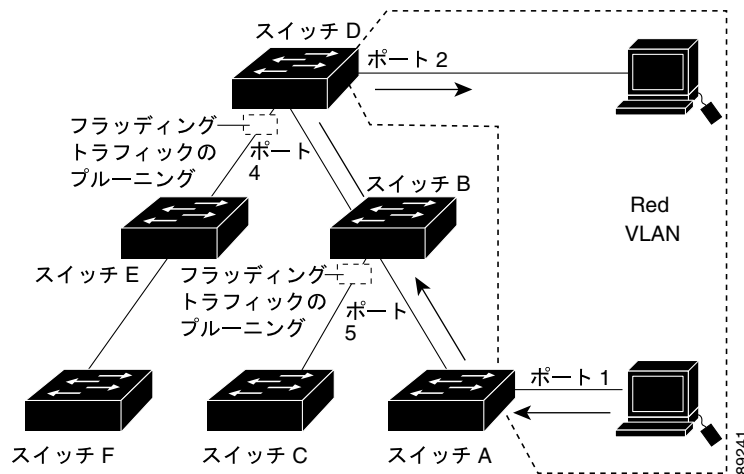 スイッチ D
ポート 2
フラッディング
トラフィックの
プルーニング
ポート
4
スイッチ B
Red
VLAN
スイッチ E
フラッディング
トラフィックの
プルーニング
ポート
5
ポート 1
スイッチ F
スイッチ C
スイッチ A
89241